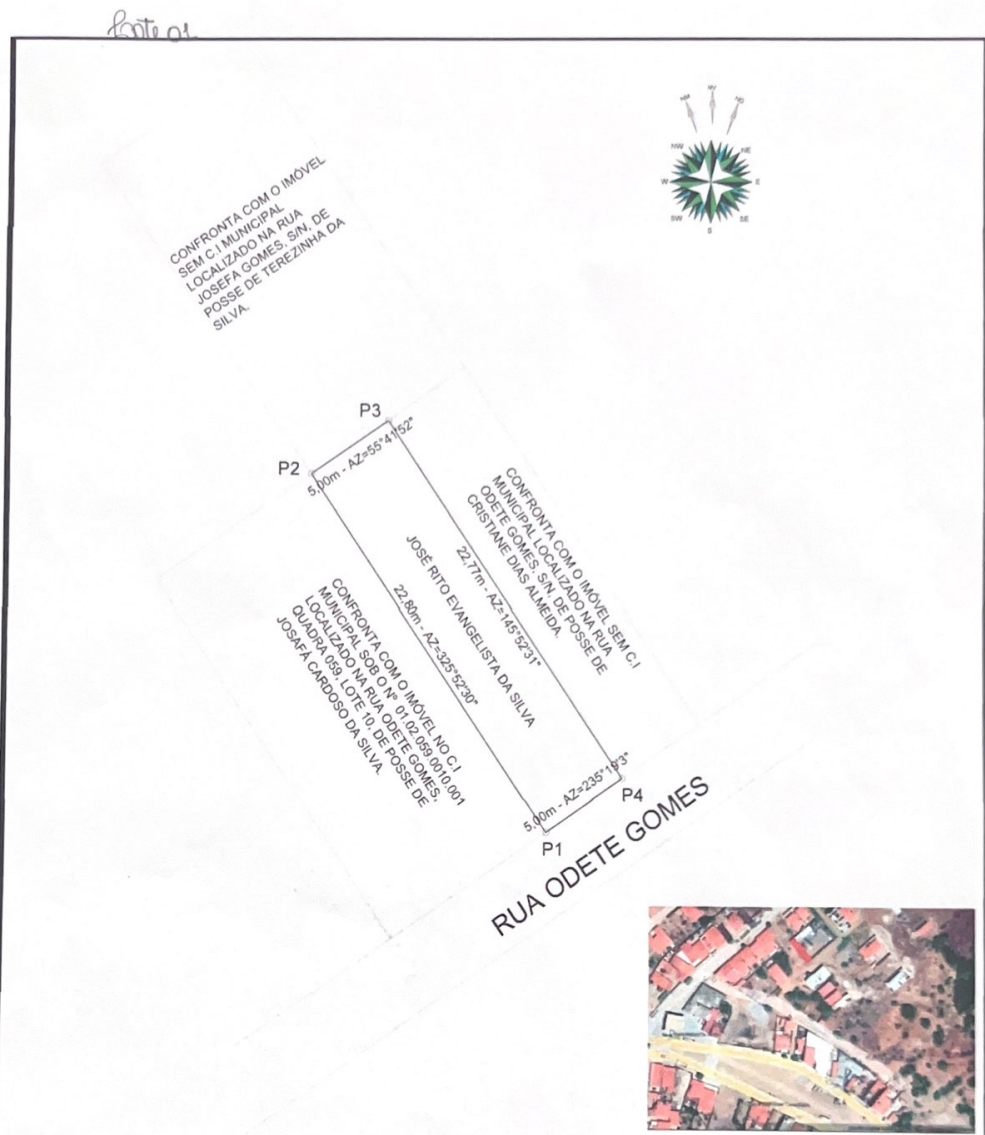 NM
NV
NQ
NW
NE
W
E
SW
SE
S
CONFRONTA COM O IMÓVEL
SEM C.I MUNICIPAL
LOCALIZADO NA RUA
JOSEFA GOMES, S/N, DE
POSSE DE TEREZINHA DA
SILVA.
P3
P2
5,00m - AZ=55°41'52"
CONFRONTA COM O IMÓVEL SEM C.I
MUNICIPAL LOCALIZADO NA RUA
ODETE GOMES, S/N, DE POSSE DE
CRISTIANE DIAS ALMEIDA.
22,77m - AZ=145°52'31"
JOSÉ RITO EVANGELISTA DA SILVA
22,80m - AZ=325°52'30"
CONFRONTA COM O IMÓVEL NO C.I
MUNICIPAL SOB O Nº 01.02.059.0010.001
LOCALIZADO NA RUA ODETE GOMES,
QUADRA 059, LOTE 10, DE POSSE DE
JOSAFÁ CARDOSO DA SILVA.
5,00m - AZ=235°19'3"
P4
P1
RUA ODETE GOMES